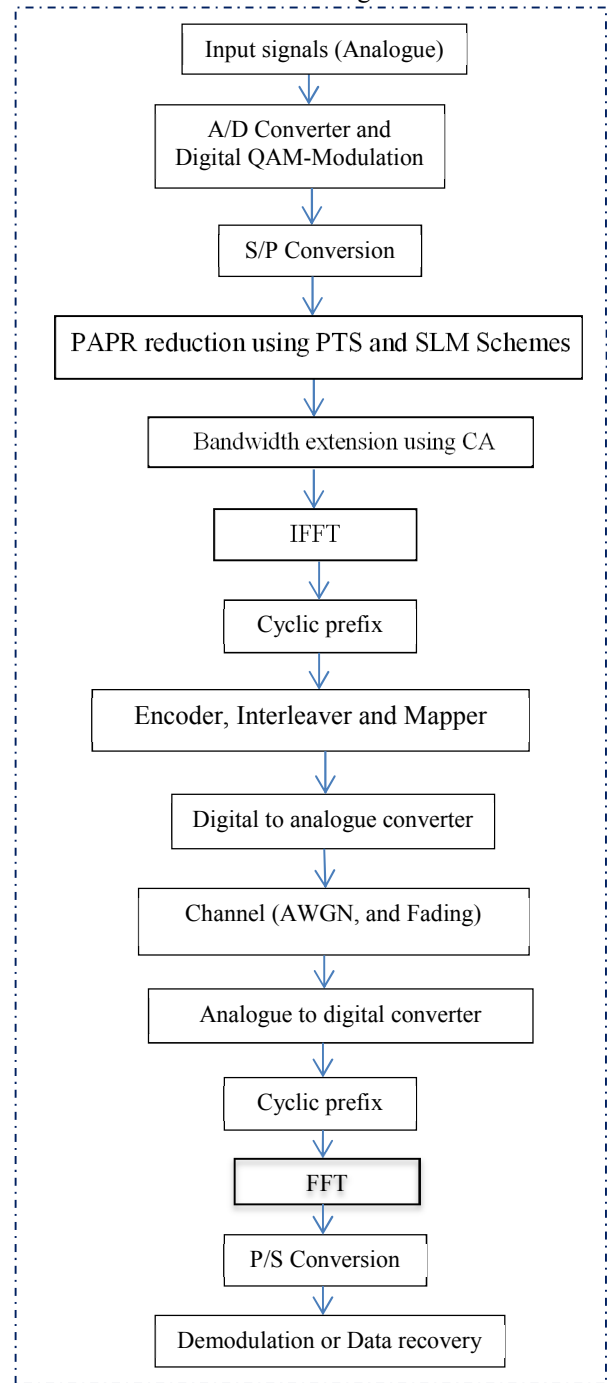 Input signals (Analogue)
A/D Converter and
Digital QAM-Modulation
S/P Conversion
PAPR reduction using PTS and SLM Schemes
Bandwidth extension using CA
IFFT
Cyclic prefix
Encoder, Interleaver and Mapper
Digital to analogue converter
Channel (AWGN, and Fading)
Analogue to digital converter
Cyclic prefix
FFT
P/S Conversion
Demodulation or Data recovery